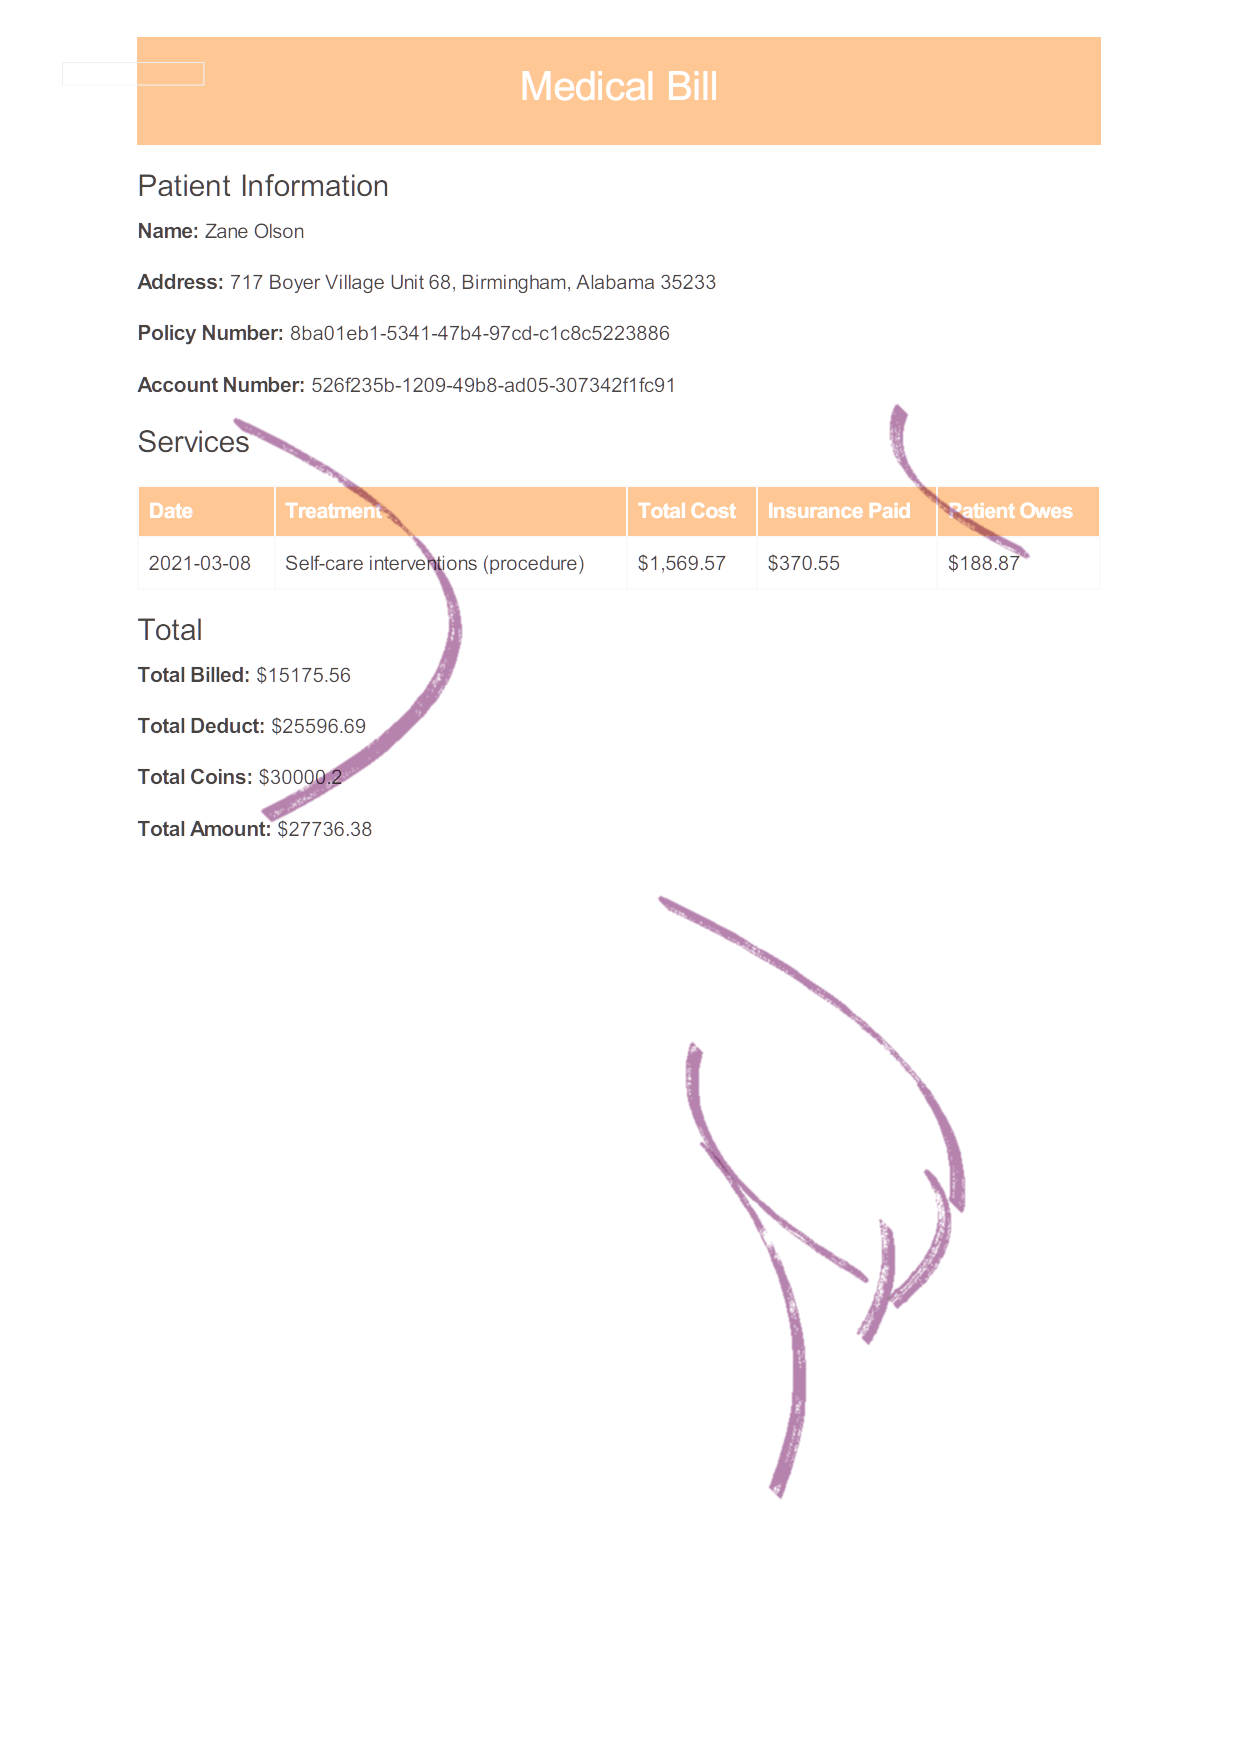 Medical Bill
Patient Information
Name: Zane Olson
Address: 717 Boyer Village Unit 68, Birmingham, Alabama 35233
Policy Number: 8ba01eb1-5341-47b4-97cd-c1c8c5223886
Account Number: 526f235b-1209-49b8-ad05-307342f1fc91
Services
Date Treatment Total Cost Insurance Paid Patient Owes
2021-03-08 Self-care interventions (procedure) $1,569.57 $370.55 $188.87
Total
Total Billed: $15175.56
Total Deduct: $25596.69
Total Coins: $30000.2
Total Amount: $27736.38